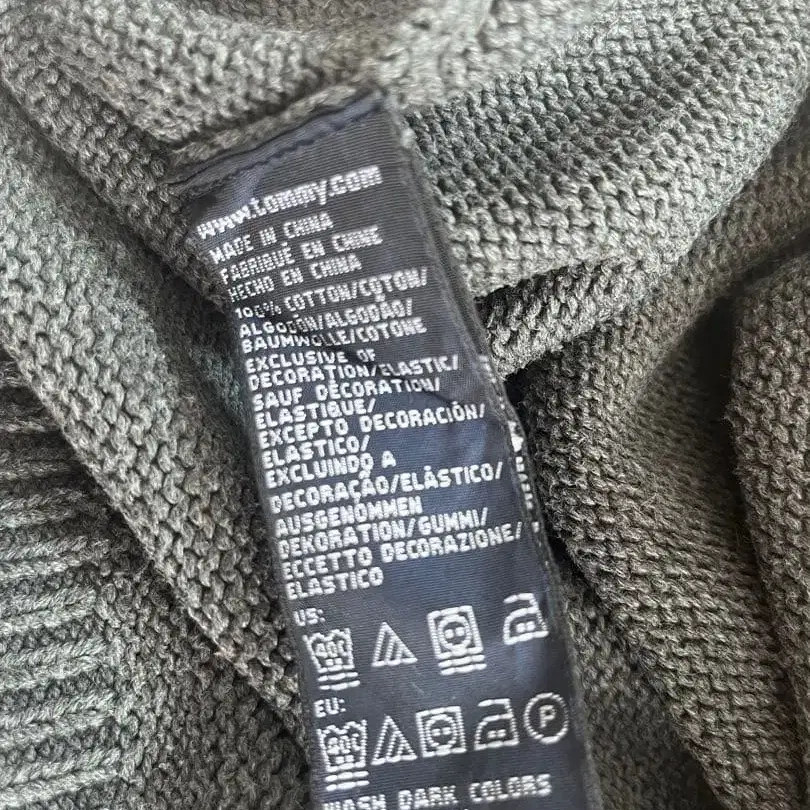 www.tommy.com
MADE IN CHINA
FABRIQUÉ EN CHINE
HECHO EN CHINA
100% COTTON/COTON/
ALGODÓN/ALGODÃO/
BAUMWOLLE/COTONE
EXCLUSIVE OF
DECORATION/ELASTIC/
SAUF DÉCORATION/
ELASTIQUE/
EXCEPTO DECORACIÓN/
ELASTICO/
EXCLUINDO A
DECORAÇÃO/ELÁSTICO/
AUSGENOMMEN
DEKORATION/GUMMI/
ECCETTO DECORAZIONE/
ELASTICO
US:
EU:
P
WASH DARK COLORS